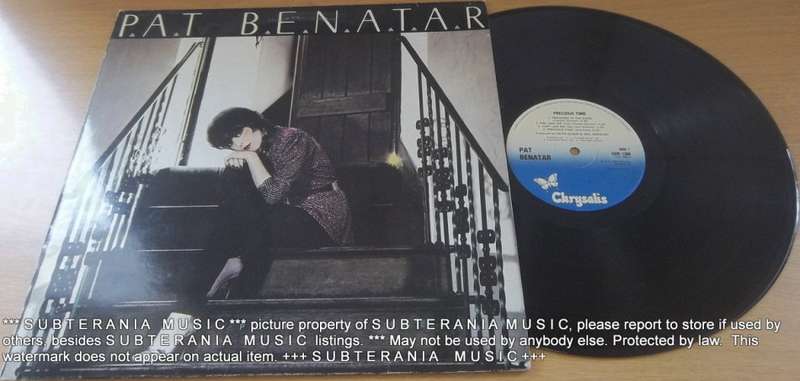 P.A.T B.E.N.A.T.A.R
PRECIOUS TIME
PAT
BENATAR
Chrysalis
*** S U B T E R A N I A   M U S I C ***, picture property of S U B T E R A N I A M U S I C, please report to store if used by
others, besides S U B T E R A N I A   M U S I C  listings. *** May not be used by anybody else. Protected by law.  This
watermark does not appear on actual item. +++ S U B T E R A N I A   M U S I C +++